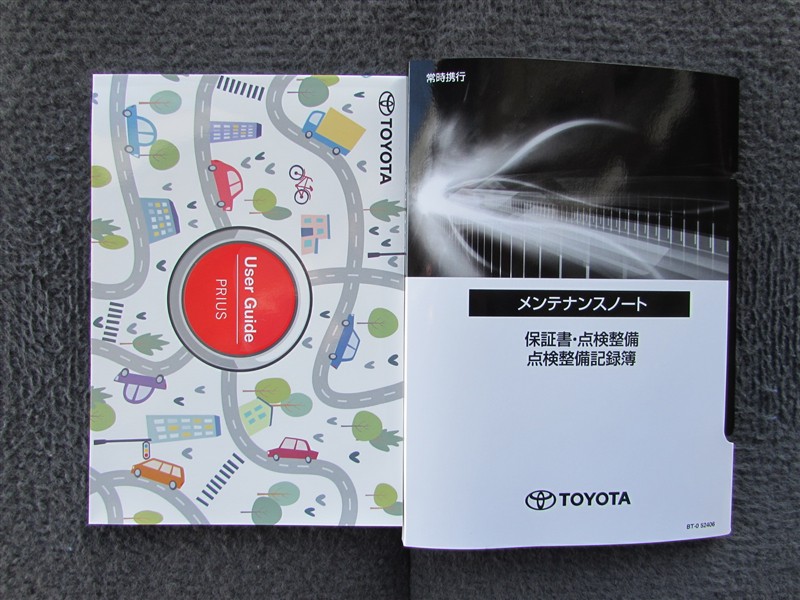 TOYOTA
User Guide
PRIUS
常時携行
メンテナンスノート
保証書・点検整備
点検整備記録簿
TOYOTA
BT-0 52408